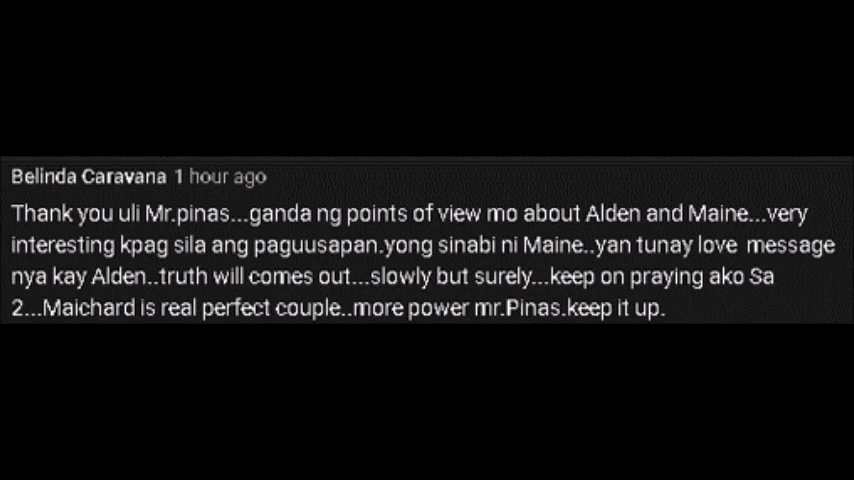 Belinda Caravana 1 hour ago
Thank you uli Mr.pinas...ganda ng points of view mo about Alden and Maine...very
interesting kpag sila ang paguusapan.yong sinabi ni Maine..yan tunay love message
nya kay Alden..truth will comes out...slowly but surely...keep on praying ako Sa
2...Maichard is real perfect couple..more power mr.Pinas.keep it up.